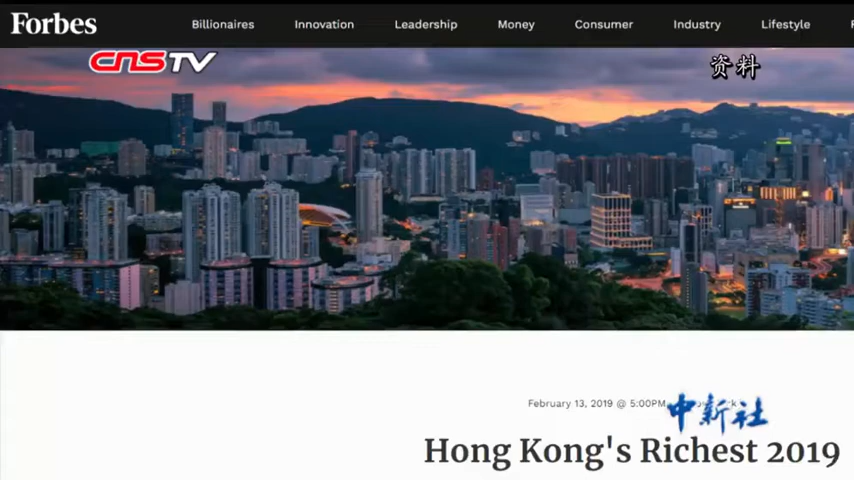 Forbes
Billionaires Innovation Leadership Money Consumer Industry Lifestyle
CNSTV
资料
February 13, 2019 @ 5:00PM
中新社
Hong Kong's Richest 2019